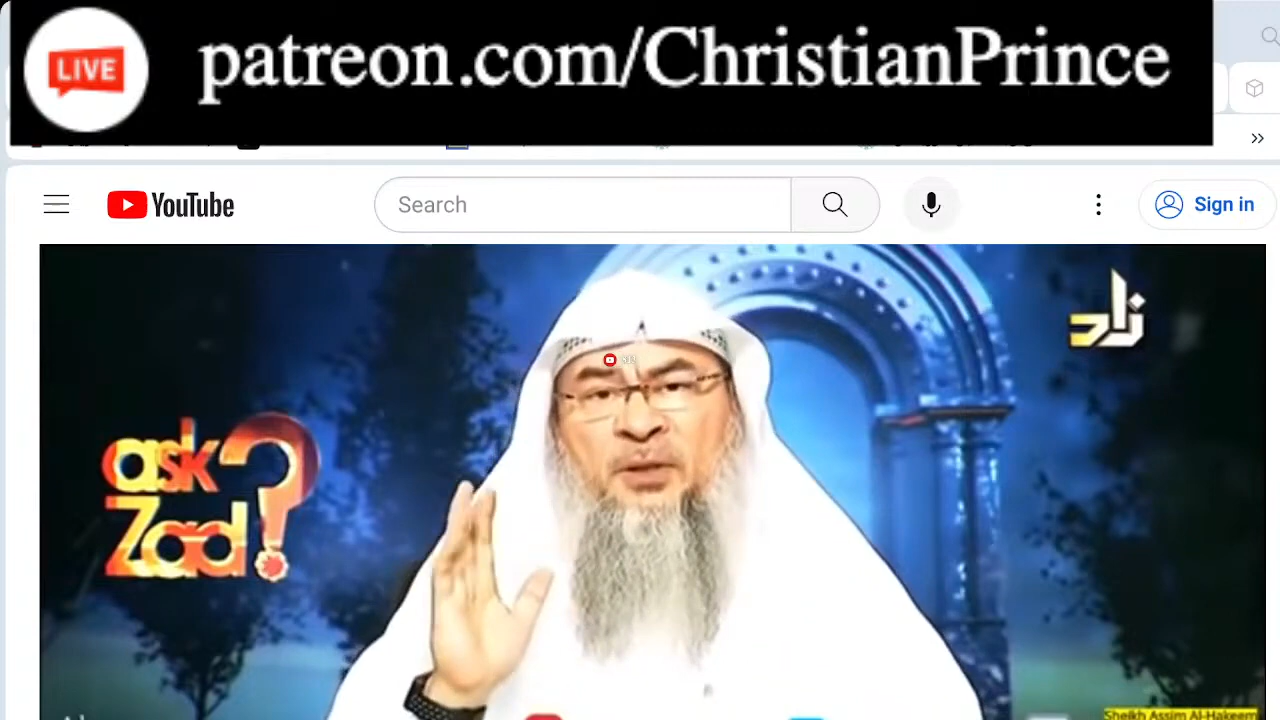 LIVE
patreon.com/ChristianPrince
YouTube
Search
Sign in
زاد
ask
Zad?
Sheikh Assim Al-Hakeem